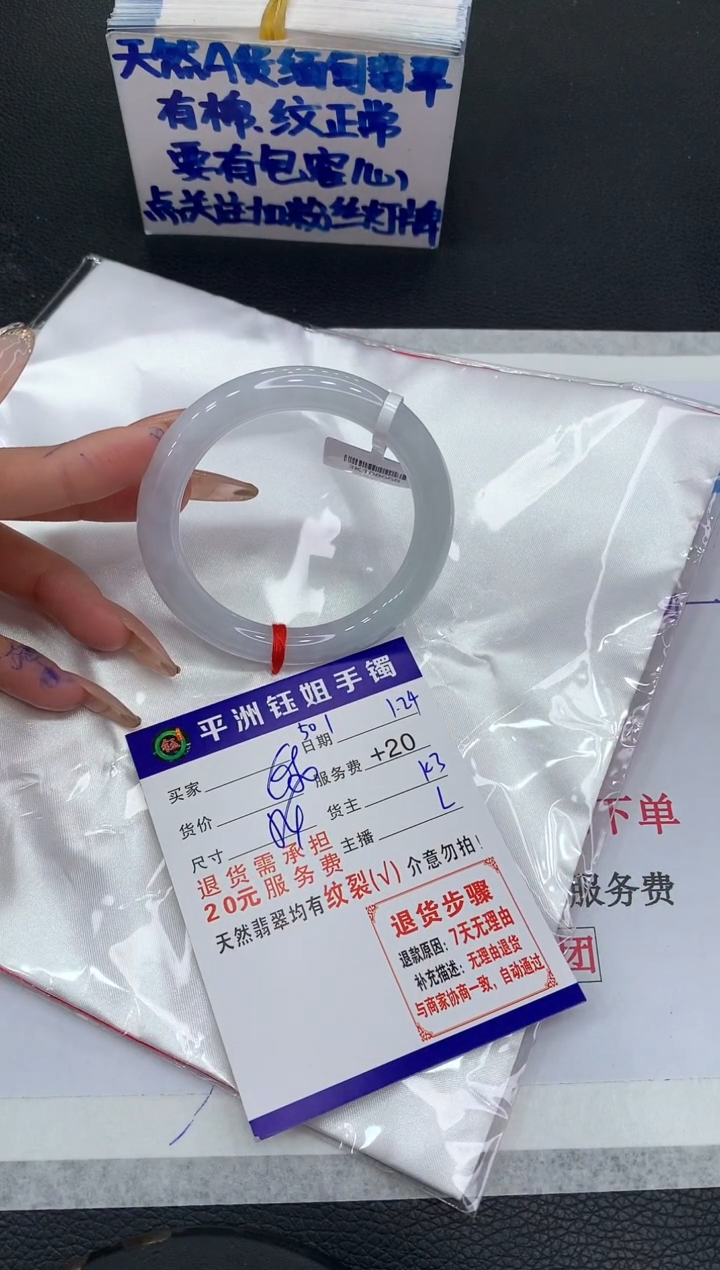 天然A货缅甸翡翠
有棉、纹正常
要有包容心,
点关注加粉丝灯牌
平洲钰姐手镯
501
日期 1.24
买家
服务费 +20
货价
货主 K3
尺寸
主播 L
退货需承担
20元服务费
天然翡翠均有纹裂(√) 介意勿拍!
退货步骤
退款原因: 7天无理由
补充描述: 无理由退货
与商家协商一致，自动通过
下单
服务费
团